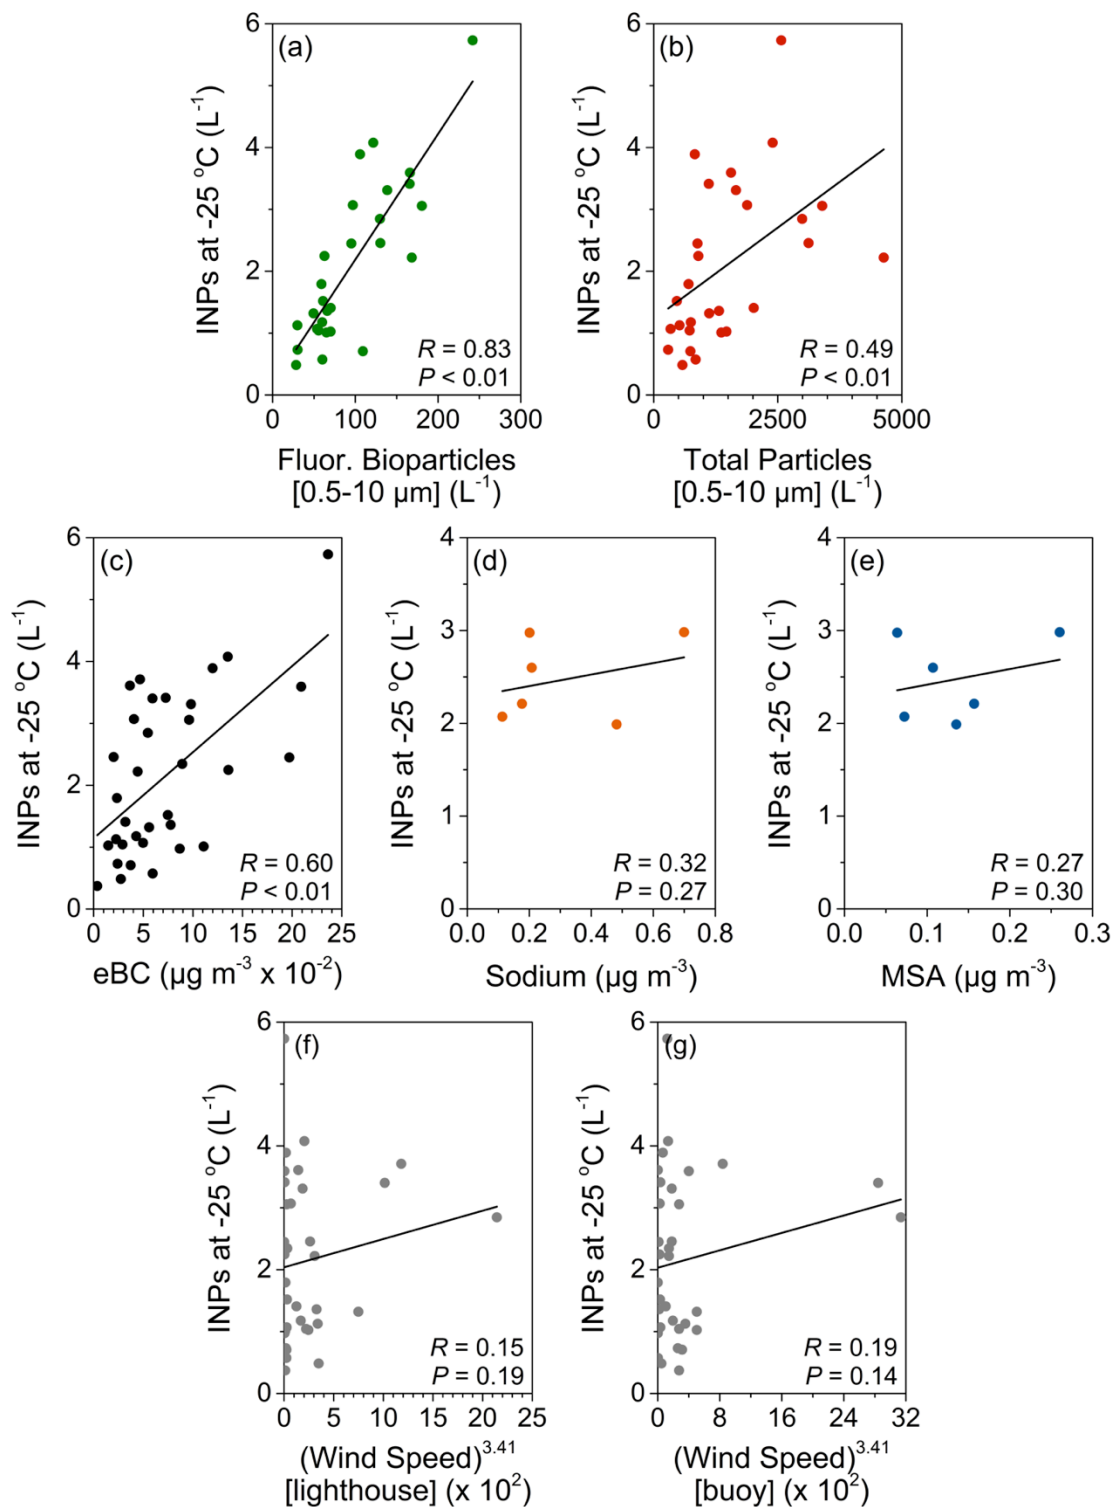 (a)
INPs at -25 °C (L⁻¹)
6
4
2
0
R = 0.83
P < 0.01
0 100 200 300
Fluor. Bioparticles
[0.5-10 µm] (L⁻¹)
(b)
INPs at -25 °C (L⁻¹)
6
4
2
0
R = 0.49
P < 0.01
0 2500 5000
Total Particles
[0.5-10 µm] (L⁻¹)
(c)
INPs at -25 °C (L⁻¹)
6
4
2
0
R = 0.60
P < 0.01
0 5 10 15 20 25
eBC (µg m⁻³ x 10⁻²)
(d)
INPs at -25 °C (L⁻¹)
4
3
2
1
0
R = 0.32
P = 0.27
0.0 0.2 0.4 0.6 0.8
Sodium (µg m⁻³)
(e)
INPs at -25 °C (L⁻¹)
4
3
2
1
0
R = 0.27
P = 0.30
0.0 0.1 0.2 0.3
MSA (µg m⁻³)
(f)
INPs at -25 °C (L⁻¹)
6
4
2
0
R = 0.15
P = 0.19
0 5 10 15 20 25
(Wind Speed)³·⁴¹
[lighthouse] (x 10²)
(g)
INPs at -25 °C (L⁻¹)
6
4
2
0
R = 0.19
P = 0.14
0 8 16 24 32
(Wind Speed)³·⁴¹
[buoy] (x 10²)